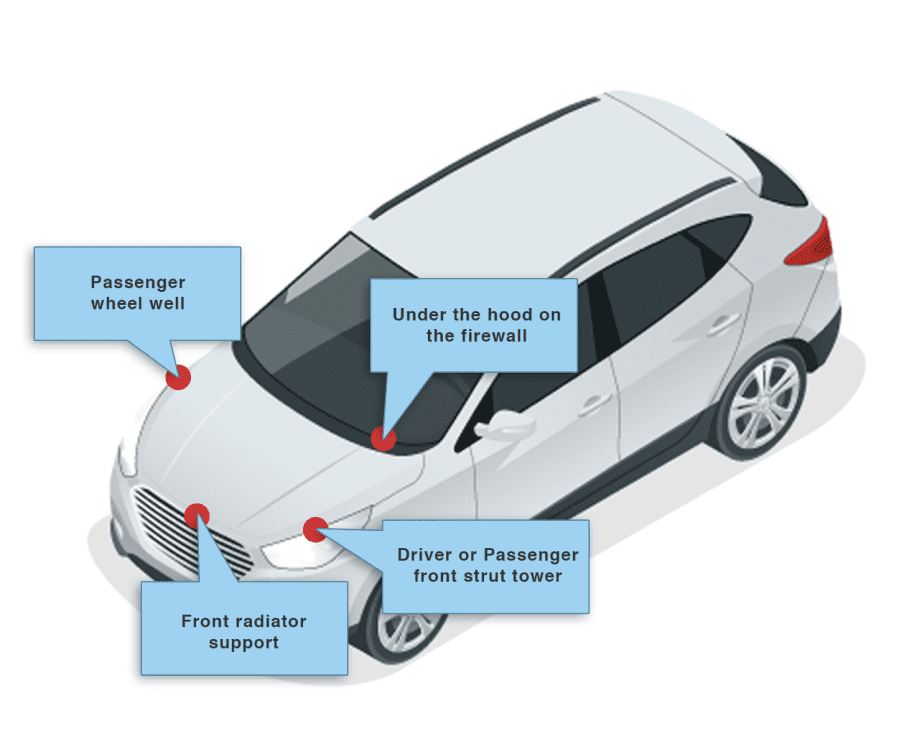 Passenger
wheel well
Under the hood on
the firewall
Driver or Passenger
front strut tower
Front radiator
support